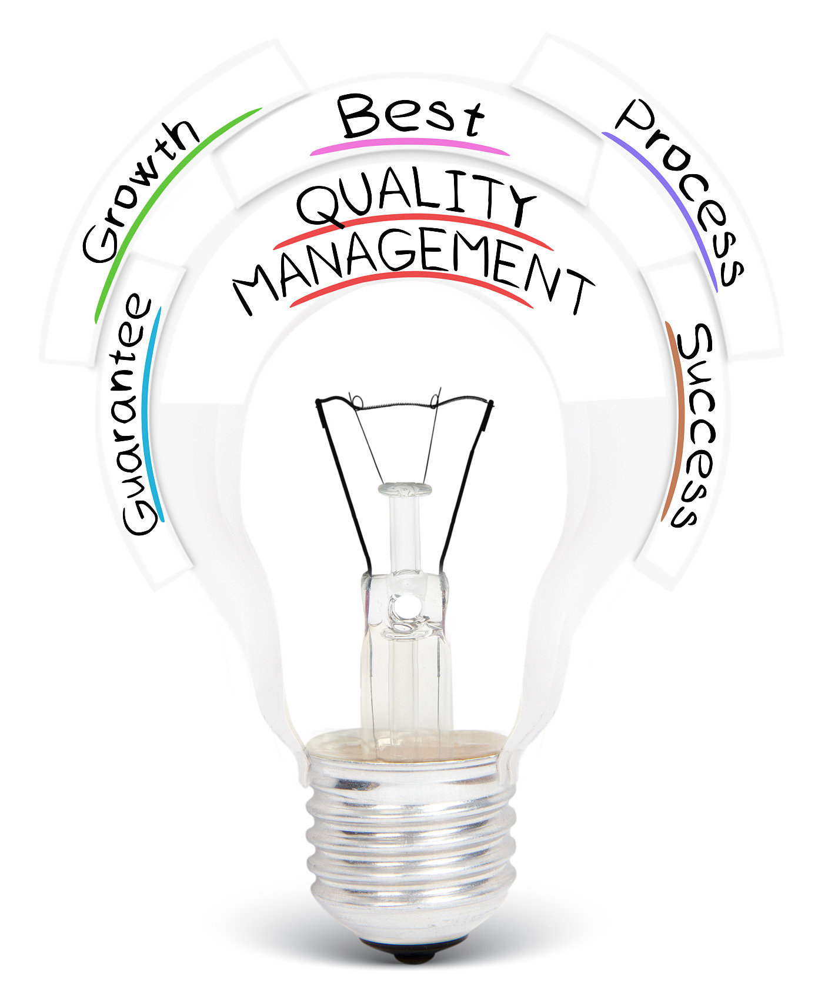 Guarantee
Growth
Best
Process
Success
QUALITY
MANAGEMENT